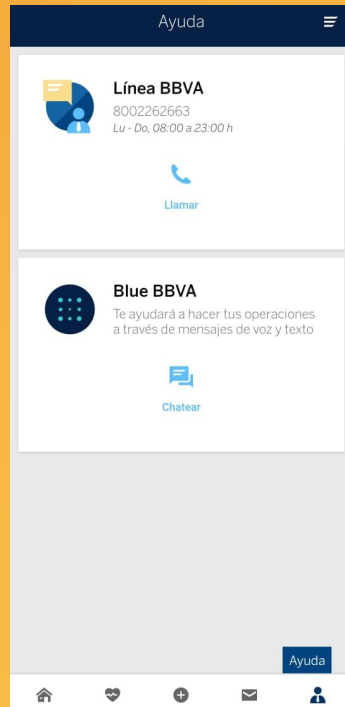 Ayuda
Línea BBVA
8002262663
Lu - Do, 08:00 a 23:00 h
Llamar
Blue BBVA
Te ayudará a hacer tus operaciones
a través de mensajes de voz y texto
Chatear
Ayuda